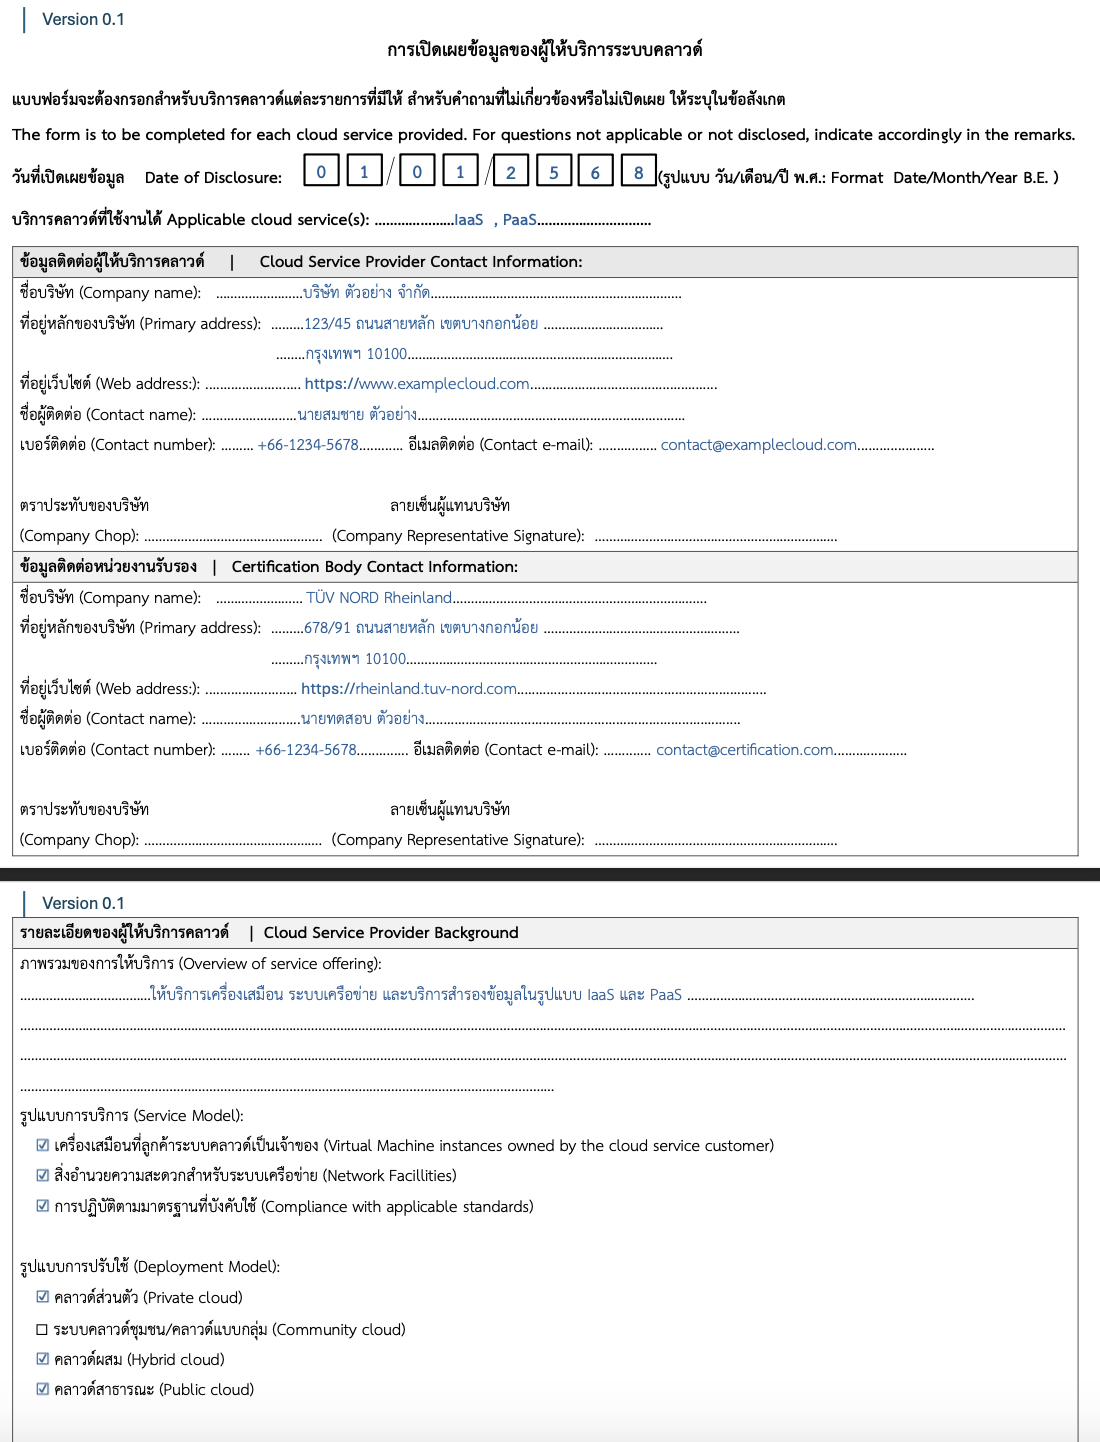 Version 0.1
การเปิดเผยข้อมูลของผู้ให้บริการระบบคลาวด์
แบบฟอร์มจะต้องกรอกสำหรับบริการคลาวด์แต่ละรายการที่มีให้ สำหรับคำถามที่ไม่เกี่ยวข้องหรือไม่เปิดเผย ให้ระบุในข้อสังเกต
The form is to be completed for each cloud service provided. For questions not applicable or not disclosed, indicate accordingly in the remarks.
วันที่เปิดเผยข้อมูล Date of Disclosure: 0 1 / 0 1 / 2 5 6 8 (รูปแบบ วัน/เดือน/ปี พ.ศ.: Format Date/Month/Year B.E. )
บริการคลาวด์ที่ใช้งานได้ Applicable cloud service(s): .....................IaaS , PaaS..............................
ข้อมูลติดต่อผู้ให้บริการคลาวด์ | Cloud Service Provider Contact Information:
ชื่อบริษัท (Company name): ........................บริษัท ตัวอย่าง จำกัด.....................................................................
ที่อยู่หลักของบริษัท (Primary address): .........123/45 ถนนสายหลัก เขตบางกอกน้อย .................................
........กรุงเทพฯ 10100.........................................................................
ที่อยู่เว็บไซต์ (Web address:): .......................... https://www.examplecloud.com...................................................
ชื่อผู้ติดต่อ (Contact name): ..........................นายสมชาย ตัวอย่าง.........................................................................
เบอร์ติดต่อ (Contact number): ......... +66-1234-5678............ อีเมลติดต่อ (Contact e-mail): ................ contact@examplecloud.com.....................
ตราประทับของบริษัท ลายเซ็นผู้แทนบริษัท
(Company Chop): ................................................. (Company Representative Signature): ..................................................................
ข้อมูลติดต่อหน่วยงานรับรอง | Certification Body Contact Information:
ชื่อบริษัท (Company name): ........................ TÜV NORD Rheinland......................................................................
ที่อยู่หลักของบริษัท (Primary address): .........678/91 ถนนสายหลัก เขตบางกอกน้อย ......................................................
.........กรุงเทพฯ 10100.....................................................................
ที่อยู่เว็บไซต์ (Web address:): ......................... https://rheinland.tuv-nord.com....................................................................
ชื่อผู้ติดต่อ (Contact name): ...........................นายทดสอบ ตัวอย่าง......................................................................................
เบอร์ติดต่อ (Contact number): ........ +66-1234-5678.............. อีเมลติดต่อ (Contact e-mail): ............. contact@certification.com....................
ตราประทับของบริษัท ลายเซ็นผู้แทนบริษัท
(Company Chop): ................................................. (Company Representative Signature): ..................................................................
Version 0.1
รายละเอียดของผู้ให้บริการคลาวด์ | Cloud Service Provider Background
ภาพรวมของการให้บริการ (Overview of service offering):
....................................ให้บริการเครื่องเสมือน ระบบเครือข่าย และบริการสำรองข้อมูลในรูปแบบ IaaS และ PaaS ...............................................................................
รูปแบบการบริการ (Service Model):
☑ เครื่องเสมือนที่ลูกค้าระบบคลาวด์เป็นเจ้าของ (Virtual Machine instances owned by the cloud service customer)
☑ สิ่งอำนวยความสะดวกสำหรับระบบเครือข่าย (Network Facillities)
☑ การปฏิบัติตามมาตรฐานที่บังคับใช้ (Compliance with applicable standards)
รูปแบบการปรับใช้ (Deployment Model):
☑ คลาวด์ส่วนตัว (Private cloud)
☐ ระบบคลาวด์ชุมชน/คลาวด์แบบกลุ่ม (Community cloud)
☑ คลาวด์ผสม (Hybrid cloud)
☑ คลาวด์สาธารณะ (Public cloud)